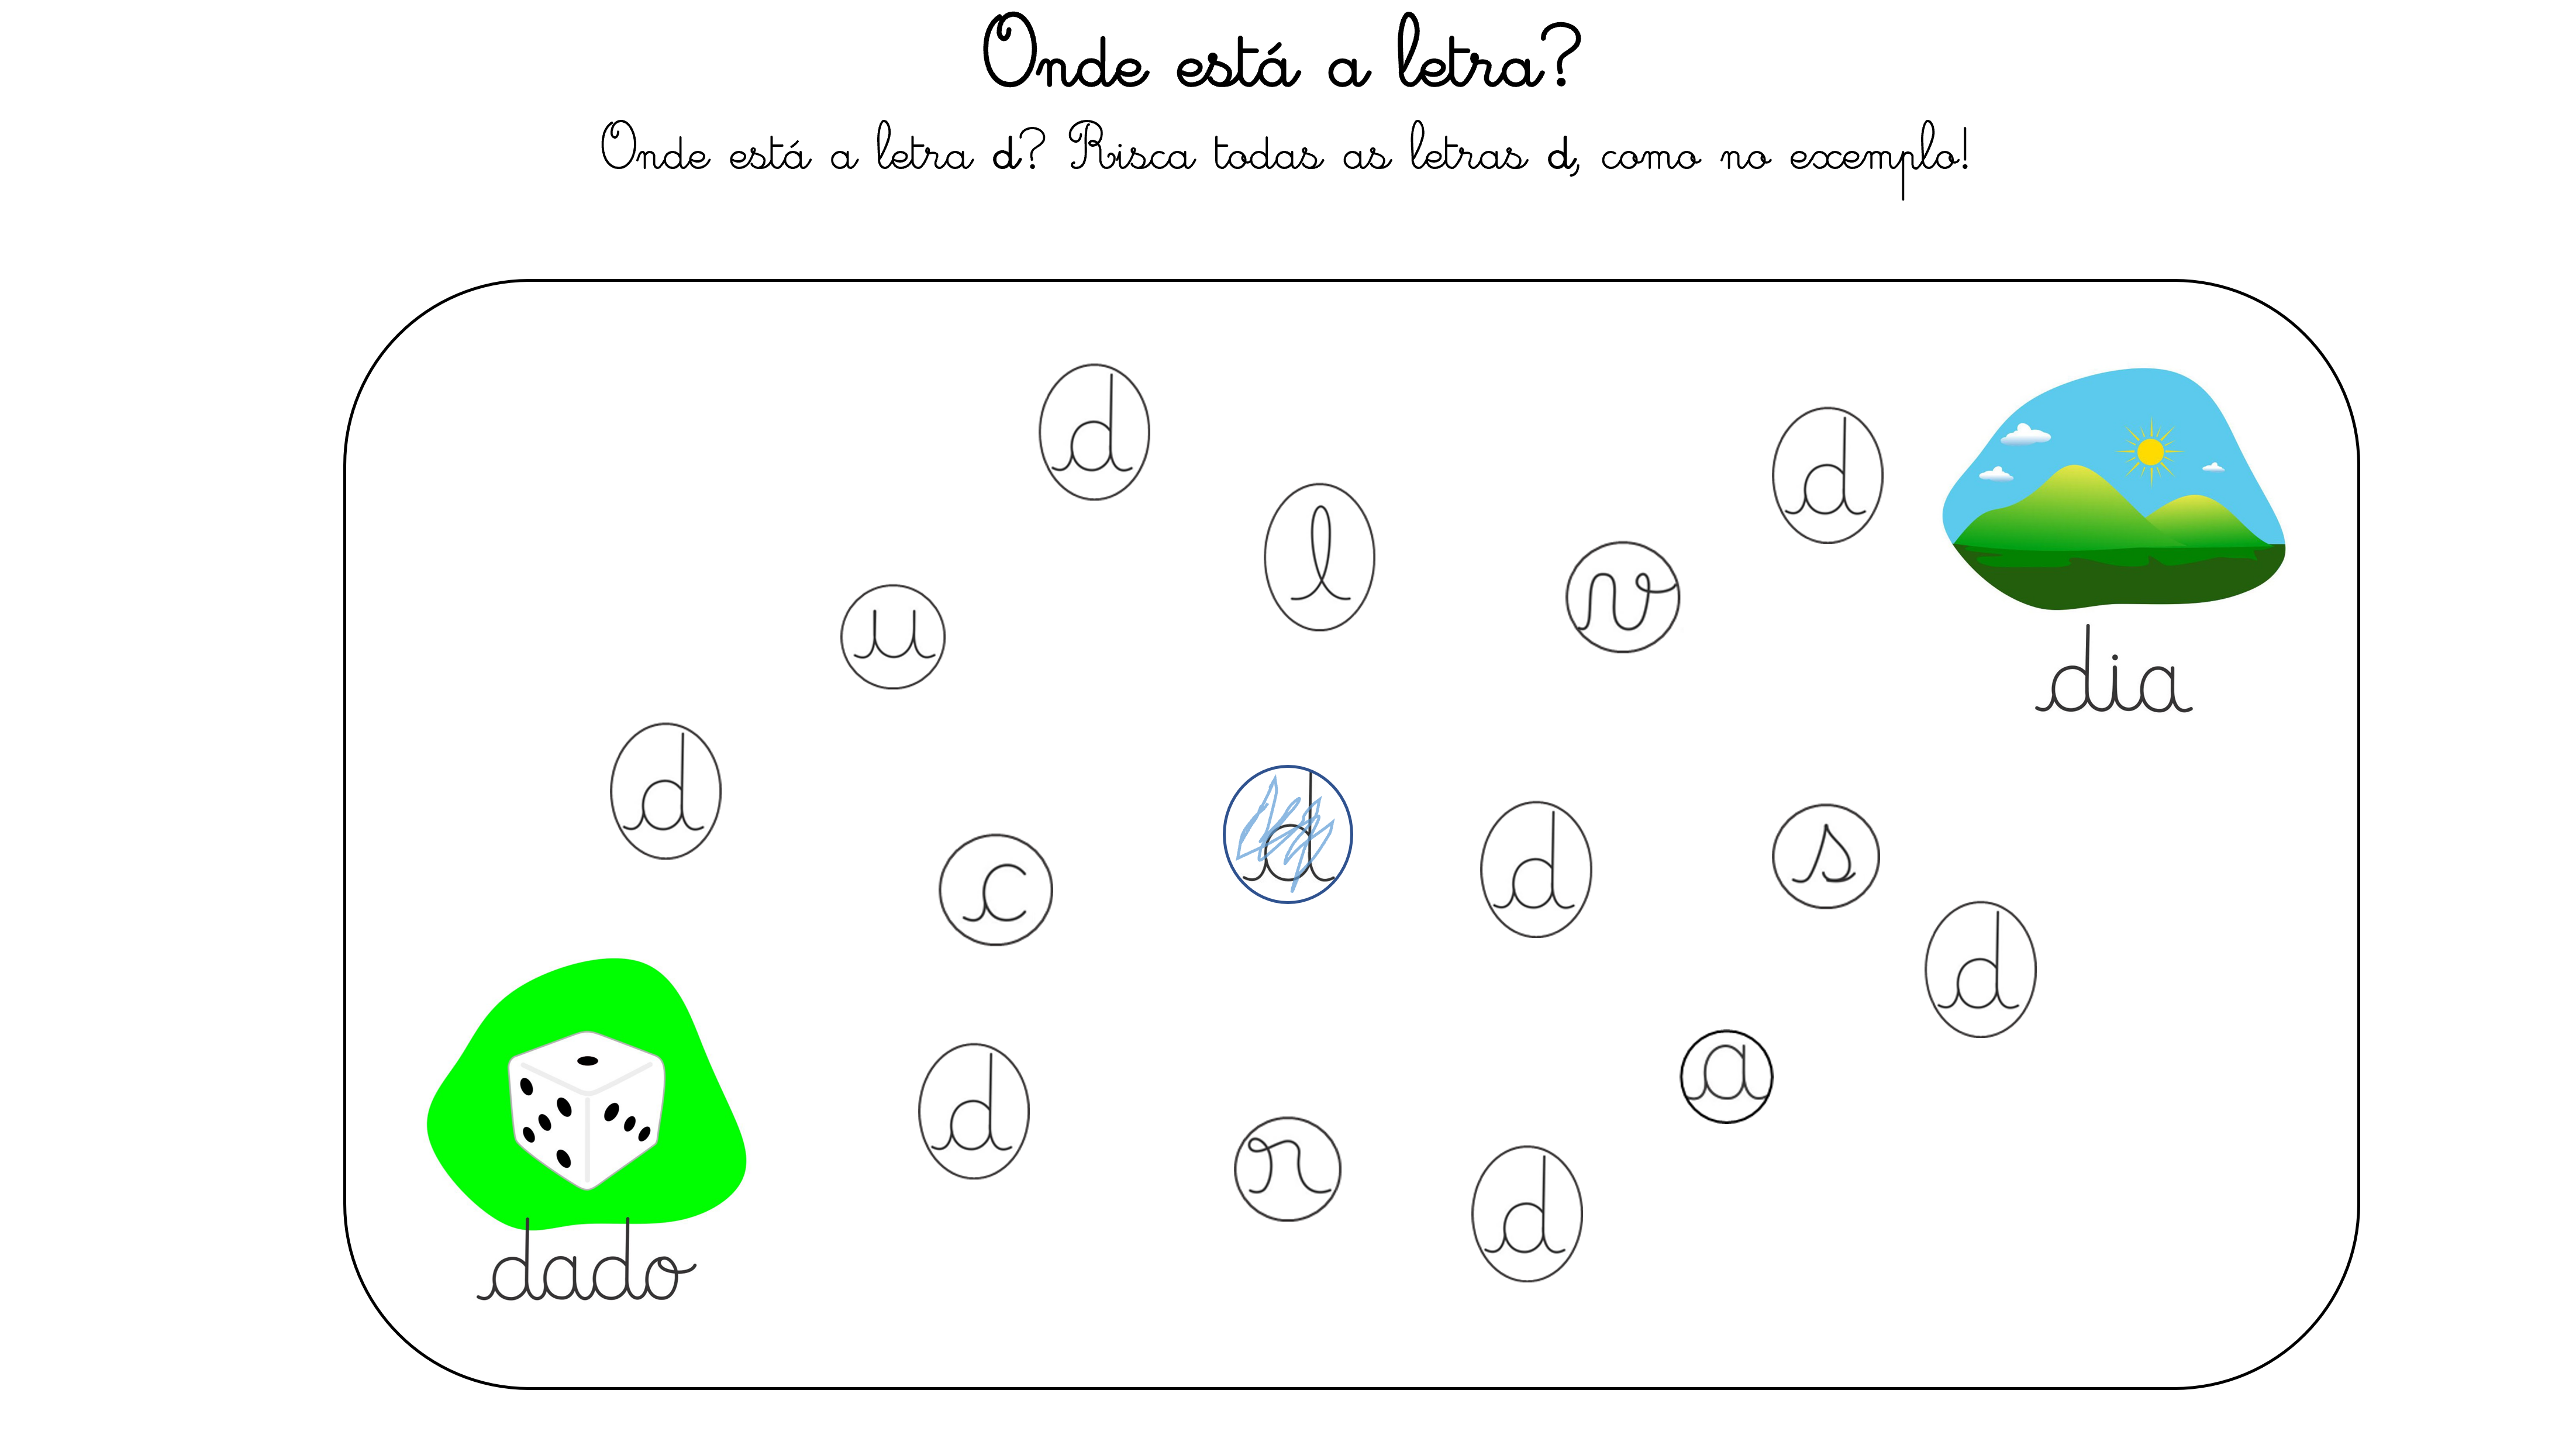 Onde está a letra?
Onde está a letra d? Risca todas as letras d, como no exemplo!
d
d
l
v
u
dia
d
d
d
s
c
d
d
a
n
d
dado